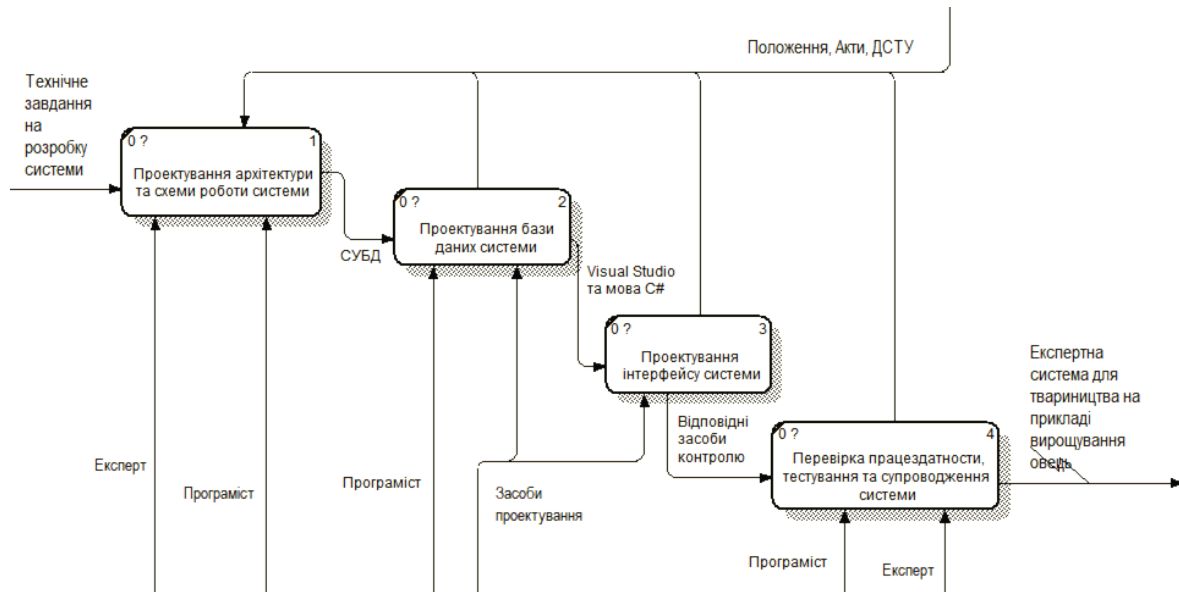 Положення, Акти, ДСТУ
Технічне
завдання
на
розробку
системи
0 ?
1
Проектування архітектури
та схеми роботи системи
0 ?
2
Проектування бази
даних системи
СУБД
Visual Studio
та мова C#
0 ?
3
Проектування
інтерфейсу системи
Експертна
система для
твариництва на
прикладі
вирощування
овець
Відповідні
засоби
контролю
0 ?
4
Перевірка працездатности,
тестування та супроводження
системи
Експерт
Програміст
Програміст
Засоби
проектування
Програміст
Експерт